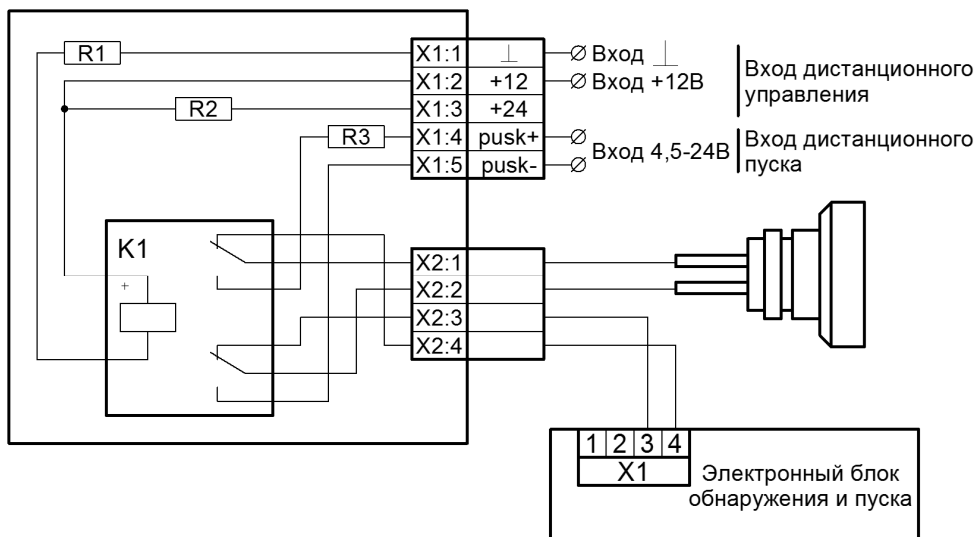 R1
X1:1 ⊥
Вход ⊥
X1:2 +12
Вход +12В
Вход дистанционного
управления
R2
X1:3 +24
R3
X1:4 pusk+
Вход 4,5-24В
X1:5 pusk-
Вход дистанционного
пуска
K1
+
X2:1
X2:2
X2:3
X2:4
1 2 3 4
X1
Электронный блок
обнаружения и пуска